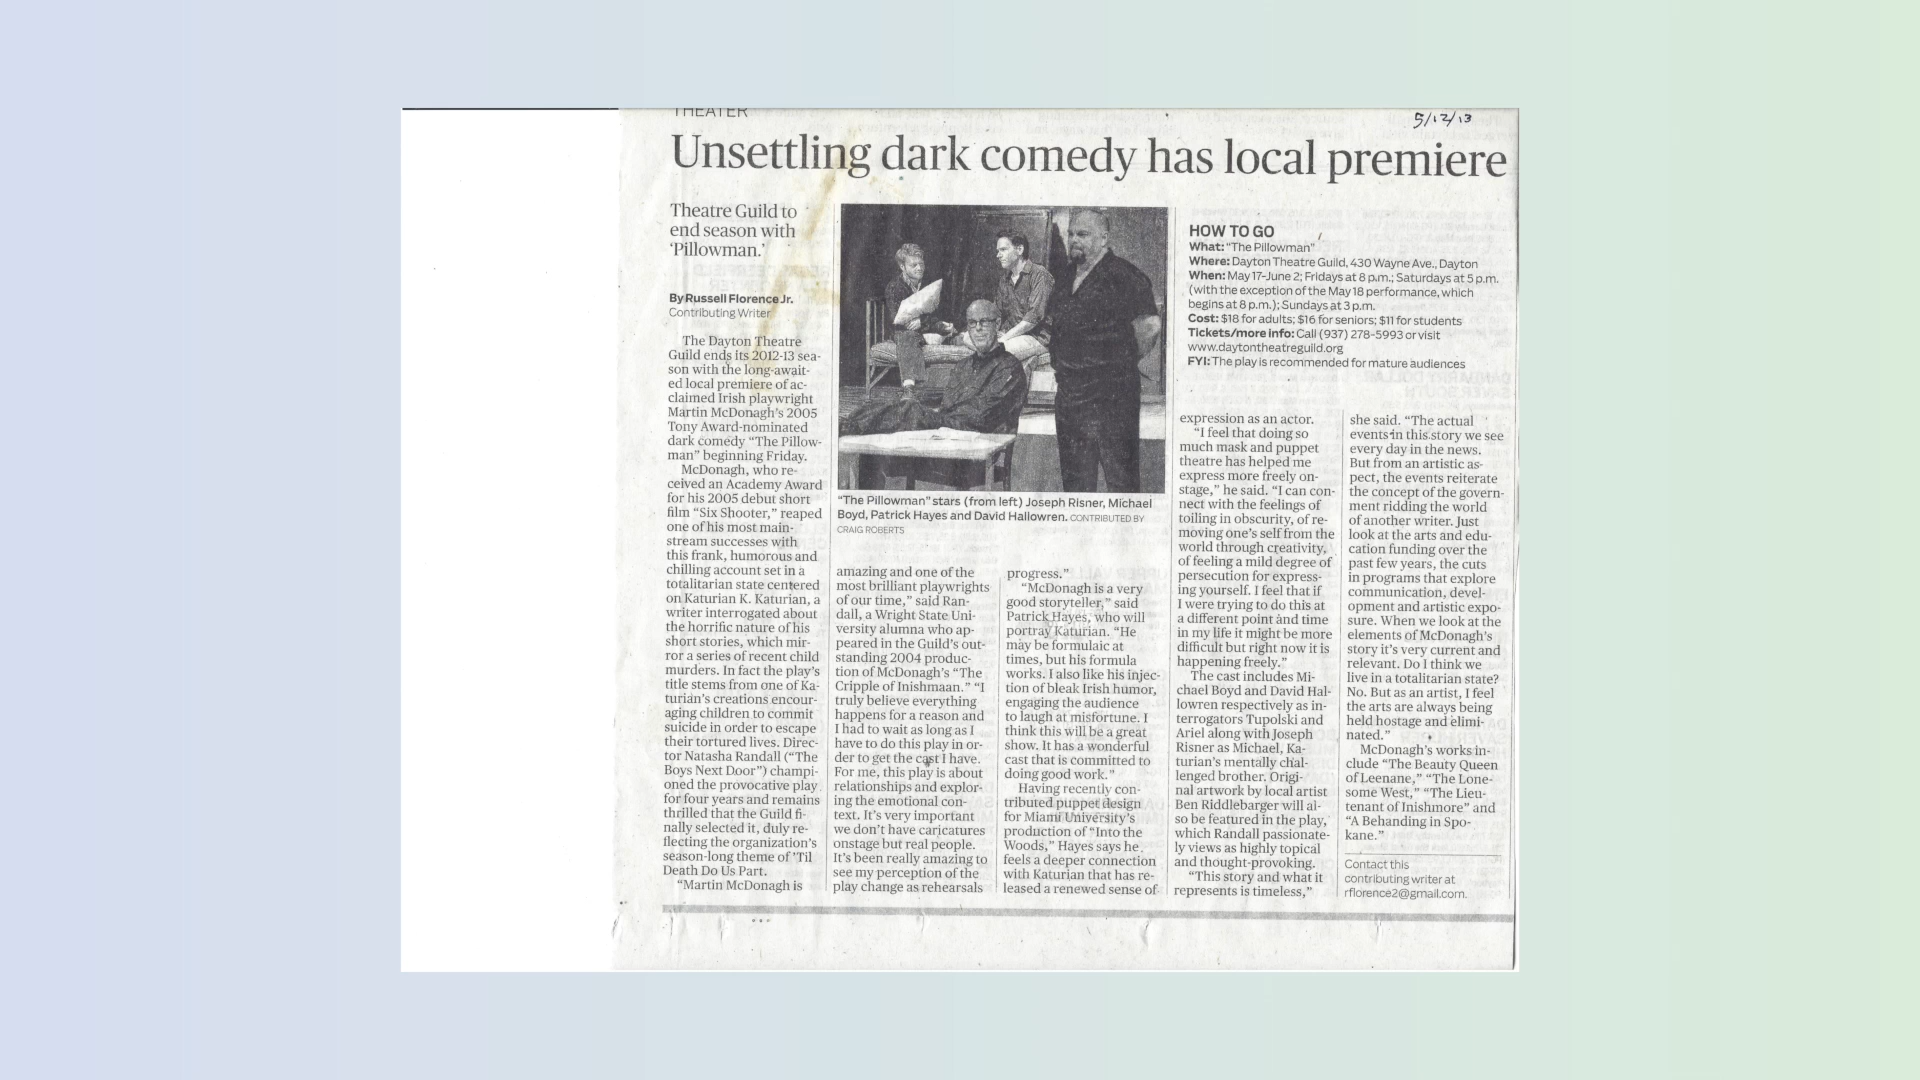 THEATER
5/12/13
Unsettling dark comedy has local premiere
Theatre Guild to
end season with
‘Pillowman.’
By Russell Florence Jr.
Contributing Writer
The Dayton Theatre
Guild ends its 2012-13 sea-
son with the long-await-
ed local premiere of ac-
claimed Irish playwright
Martin McDonagh’s 2005
Tony Award-nominated
dark comedy “The Pillow-
man” beginning Friday.
McDonagh, who re-
ceived an Academy Award
for his 2005 debut short
film “Six Shooter,” reaped
one of his most main-
stream successes with
this frank, humorous and
chilling account set in a
totalitarian state centered
on Katurian K. Katurian, a
writer interrogated about
the horrific nature of his
short stories, which mir-
ror a series of recent child
murders. In fact the play’s
title stems from one of Ka-
turian’s creations encour-
aging children to commit
suicide in order to escape
their tortured lives. Direc-
tor Natasha Randall (“The
Boys Next Door”) champi-
oned the provocative play
for four years and remains
thrilled that the Guild fi-
nally selected it, duly re-
flecting the organization’s
season-long theme of ’Til
Death Do Us Part.
“Martin McDonagh is
“The Pillowman” stars (from left) Joseph Risner, Michael
Boyd, Patrick Hayes and David Hallowren. CONTRIBUTED BY
CRAIG ROBERTS
amazing and one of the
most brilliant playwrights
of our time,” said Ran-
dall, a Wright State Uni-
versity alumna who ap-
peared in the Guild’s out-
standing 2004 produc-
tion of McDonagh’s “The
Cripple of Inishmaan.” “I
truly believe everything
happens for a reason and
I had to wait as long as I
have to do this play in or-
der to get the cast I have.
For me, this play is about
relationships and explor-
ing the emotional con-
text. It’s very important
we don’t have caricatures
onstage but real people.
It’s been really amazing to
see my perception of the
play change as rehearsals
progress.”
“McDonagh is a very
good storyteller,” said
Patrick Hayes, who will
portray Katurian. “He
may be formulaic at
times, but his formula
works. I also like his injec-
tion of bleak Irish humor,
engaging the audience
to laugh at misfortune. I
think this will be a great
show. It has a wonderful
cast that is committed to
doing good work.”
Having recently con-
tributed puppet design
for Miami University’s
production of “Into the
Woods,” Hayes says he
feels a deeper connection
with Katurian that has re-
leased a renewed sense of
HOW TO GO
What: “The Pillowman”
Where: Dayton Theatre Guild, 430 Wayne Ave., Dayton
When: May 17-June 2; Fridays at 8 p.m.; Saturdays at 5 p.m.
(with the exception of the May 18 performance, which
begins at 8 p.m.); Sundays at 3 p.m.
Cost: $18 for adults; $16 for seniors; $11 for students
Tickets/more info: Call (937) 278-5993 or visit
www.daytontheatreguild.org
FYI: The play is recommended for mature audiences
expression as an actor.
“I feel that doing so
much mask and puppet
theatre has helped me
express more freely on-
stage,” he said. “I can con-
nect with the feelings of
toiling in obscurity, of re-
moving one’s self from the
world through creativity,
of feeling a mild degree of
persecution for express-
ing yourself. I feel that if
I were trying to do this at
a different point and time
in my life it might be more
difficult but right now it is
happening freely.”
The cast includes Mi-
chael Boyd and David Hal-
lowren respectively as in-
terrogators Tupolski and
Ariel along with Joseph
Risner as Michael, Ka-
turian’s mentally chal-
lenged brother. Origi-
nal artwork by local artist
Ben Riddlebarger will al-
so be featured in the play,
which Randall passionate-
ly views as highly topical
and thought-provoking.
“This story and what it
represents is timeless,”
she said. “The actual
events in this story we see
every day in the news.
But from an artistic as-
pect, the events reiterate
the concept of the govern-
ment ridding the world
of another writer. Just
look at the arts and edu-
cation funding over the
past few years, the cuts
in programs that explore
communication, devel-
opment and artistic expo-
sure. When we look at the
elements of McDonagh’s
story it’s very current and
relevant. Do I think we
live in a totalitarian state?
No. But as an artist, I feel
the arts are always being
held hostage and elimi-
nated.”
McDonagh’s works in-
clude “The Beauty Queen
of Leenane,” “The Lone-
some West,” “The Lieu-
tenant of Inishmore” and
“A Behanding in Spo-
kane.”
Contact this
contributing writer at
rflorence2@gmail.com.